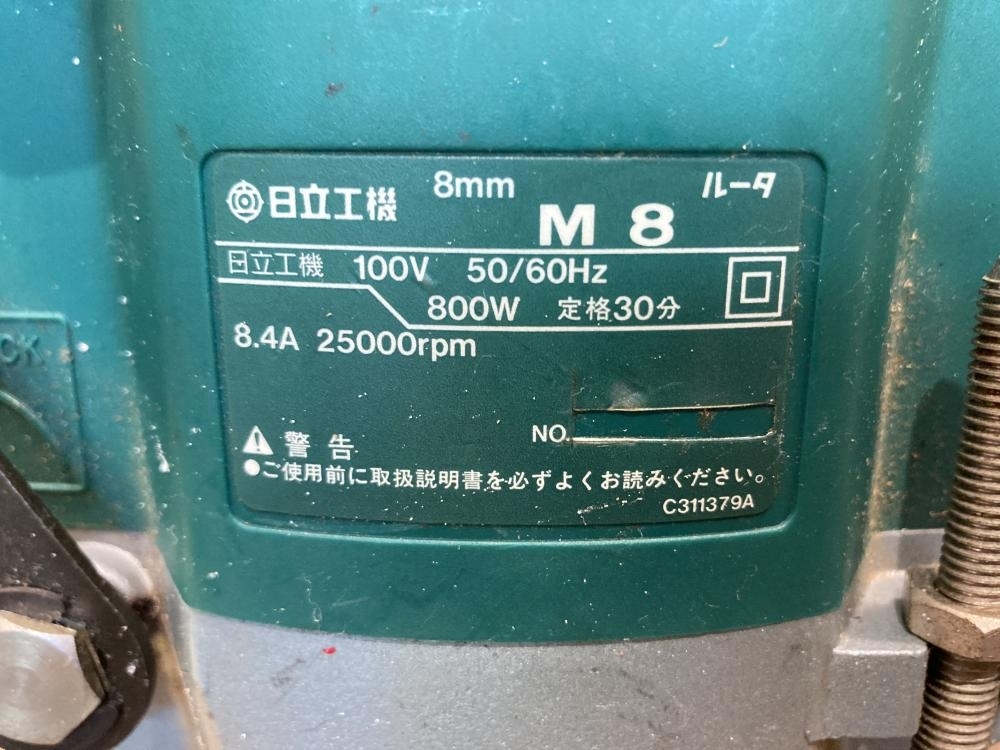 日立工機 8mm ルータ
M 8
日立工機 100V 50/60Hz
800W 定格30分
8.4A 25000rpm
NO.
警告
●ご使用前に取扱説明書を必ずよくお読みください。
C311379A